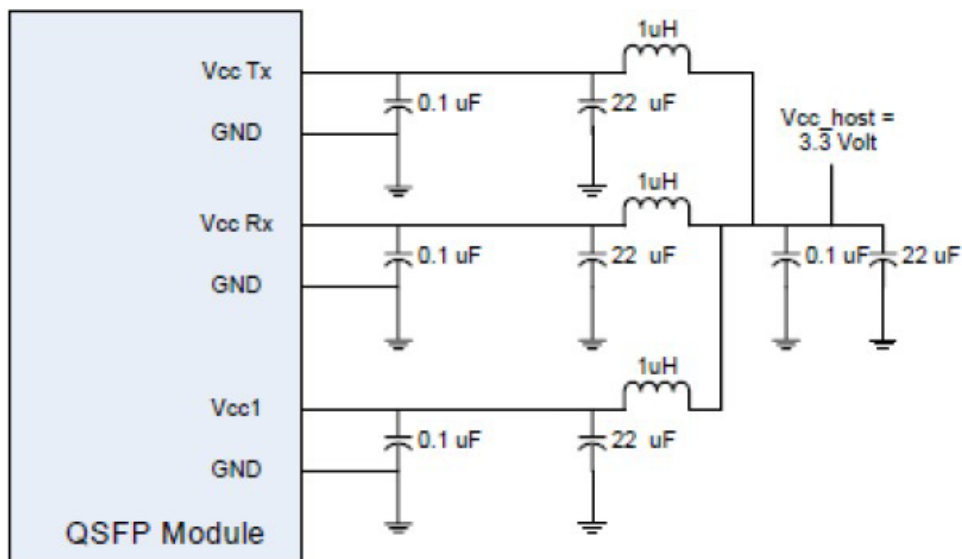 1uH
Vcc Tx
0.1 uF
22 uF
GND
Vcc_host =
3.3 Volt
1uH
Vcc Rx
0.1 uF
22 uF
0.1 uF
22 uF
GND
1uH
Vcc1
0.1 uF
22 uF
GND
QSFP Module